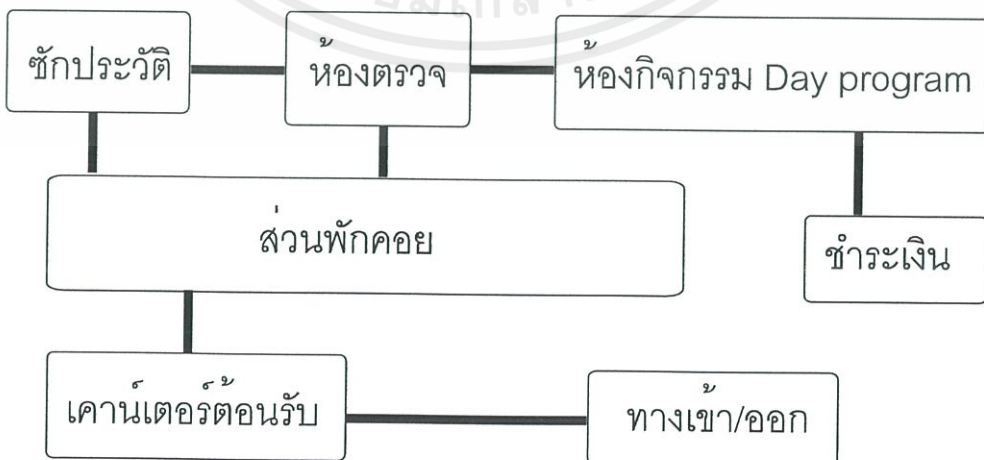 ซักประวัติ
ห้องตรวจ
ห้องกิจกรรม Day program
ส่วนพักคอย
ชำระเงิน
เคาน์เตอร์ต้อนรับ
ทางเข้า/ออก